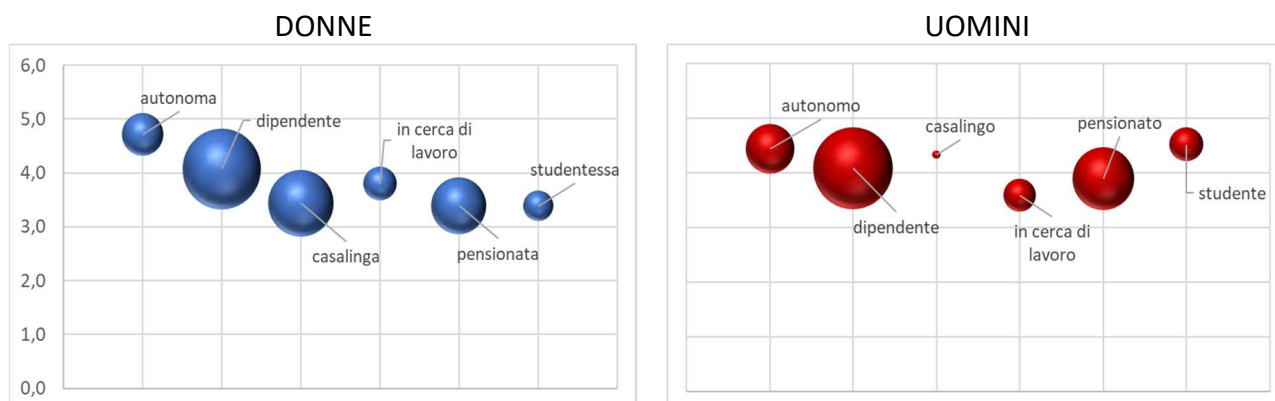 DONNE
6,0
5,0
4,0
3,0
2,0
1,0
0,0
autonoma
dipendente
casalinga
in cerca di
lavoro
pensionata
studentessa
UOMINI
autonomo
dipendente
casalingo
in cerca di
lavoro
pensionato
studente